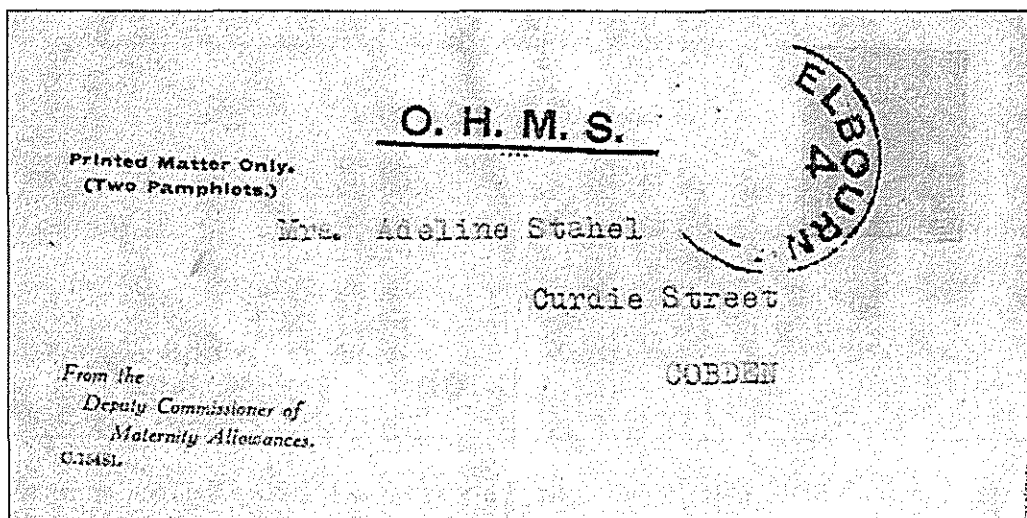 O. H. M. S.
Printed Matter Only.
(Two Pamphlets.)
ELBOURN
4
Mrs. Adeline Stahel
Curdie Street
COBDEN
From the
Deputy Commissioner of
Maternity Allowances.